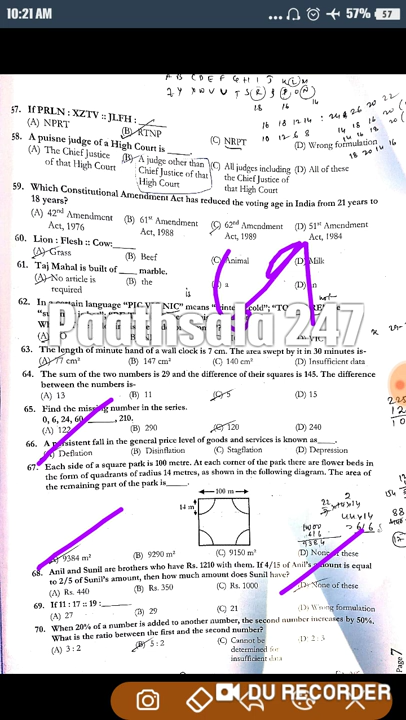 10:21 AM
57% 57
A B C D E F G H I J K L M
Z Y X W V U T S R Q P O N
57. If PRLN : XZTV :: JLFH : ____
(A) NPRT (B) RTNP (C) NRPT (D) Wrong formulation
58. A puisne judge of a High Court is ____
(A) The Chief Justice of that High Court (B) A judge other than Chief Justice of that High Court (C) All judges including the Chief Justice of that High Court (D) All of these
59. Which Constitutional Amendment Act has reduced the voting age in India from 21 years to
18 years?
(A) 42nd Amendment Act, 1976 (B) 61st Amendment Act, 1988 (C) 62nd Amendment Act, 1989 (D) 51st Amendment Act, 1984
60. Lion : Flesh :: Cow:____
(A) Grass (B) Beef (C) Animal (D) Milk
61. Taj Mahal is built of ____ marble.
(A) No article is required (B) the (C) a (D) an
62. In a certain language "PIC VE NIC" means
Paathsala 247
63. The length of minute hand of a wall clock is 7 cm. The area swept by it in 30 minutes is-
(A) 77 cm² (B) 147 cm² (C) 140 cm² (D) Insufficient data
64. The sum of the two numbers is 29 and the difference of their squares is 145. The difference
between the numbers is-
(A) 13 (B) 11 (C) 5 (D) 15
65. Find the missing number in the series.
0, 6, 24, 60, ____, 210.
(A) 122 (B) 290 (C) 120 (D) 240
66. A persistent fall in the general price level of goods and services is known as____.
(A) Deflation (B) Disinflation (C) Stagflation (D) Depression
67. Each side of a square park is 100 metre. At each corner of the park there are flower beds in
the form of quadrants of radius 14 metres, as shown in the following diagram. The area of
the remaining part of the park is____.
100 m
14 m
(A) 9384 m² (B) 9290 m² (C) 9150 m² (D) None of these
68. Anil and Sunil are brothers who have Rs. 1210 with them. If 4/15 of Anil's amount is equal
to 2/5 of Sunil's amount, then how much amount does Sunil have?
(A) Rs. 440 (B) Rs. 350 (C) Rs. 1000 (D) None of these
69. If 11 : 17 :: 19 : ____
(A) 27 (B) 29 (C) 21 (D) Wrong formulation
70. When 20% of a number is added to another number, the second number increases by 50%.
What is the ratio between the first and the second number?
(A) 3 : 2 (B) 5 : 2 (C) Cannot be determined for insufficient data (D) 2 : 3
Page 7
DU RECORDER